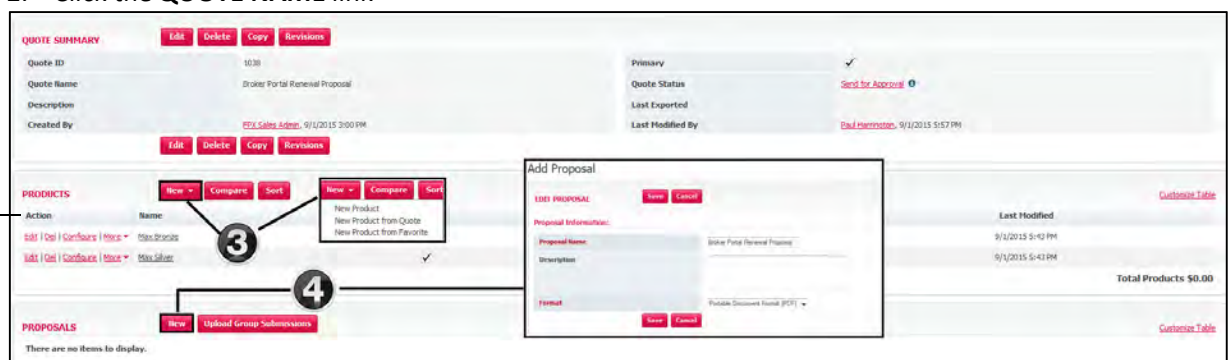 2. Click the QUOTE NAME link
QUOTE SUMMARY Edit Delete Copy Revisions
Quote ID 1038 Primary ✓
Quote Name Broker Portal Renewal Proposal Quote Status Send for Approval
Description Last Exported
Created By FPX Sales Admin, 9/1/2015 3:00 PM Last Modified By Paul Harrington, 9/1/2015 5:57 PM
Edit Delete Copy Revisions
PRODUCTS New Compare Sort New Compare Sort Customize Table
Action Name Last Modified
New Product
New Product from Quote
New Product from Favorite
Edit | Del | Configure | More Max Bronze 9/1/2015 5:43 PM
Edit | Del | Configure | More Max Silver ✓ 9/1/2015 5:43 PM
3
Total Products $0.00
4
PROPOSALS New Upload Group Submissions Customize Table
There are no items to display.
Add Proposal
EDIT PROPOSAL Save Cancel
Proposal Information:
Proposal Name Broker Portal Renewal Proposal
Description
Format Portable Document Format (PDF)
Save Cancel